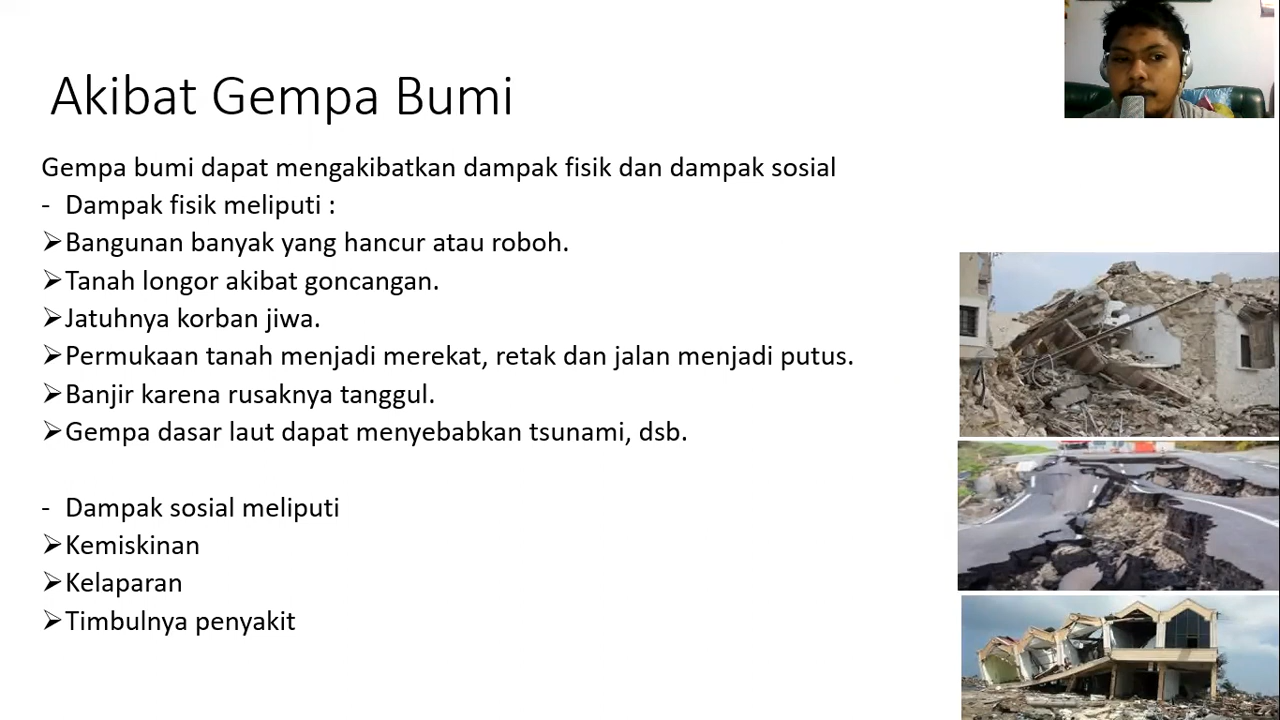 Akibat Gempa Bumi
Gempa bumi dapat mengakibatkan dampak fisik dan dampak sosial
- Dampak fisik meliputi :
➢Bangunan banyak yang hancur atau roboh.
➢Tanah longor akibat goncangan.
➢Jatuhnya korban jiwa.
➢Permukaan tanah menjadi merekat, retak dan jalan menjadi putus.
➢Banjir karena rusaknya tanggul.
➢Gempa dasar laut dapat menyebabkan tsunami, dsb.
- Dampak sosial meliputi
➢Kemiskinan
➢Kelaparan
➢Timbulnya penyakit